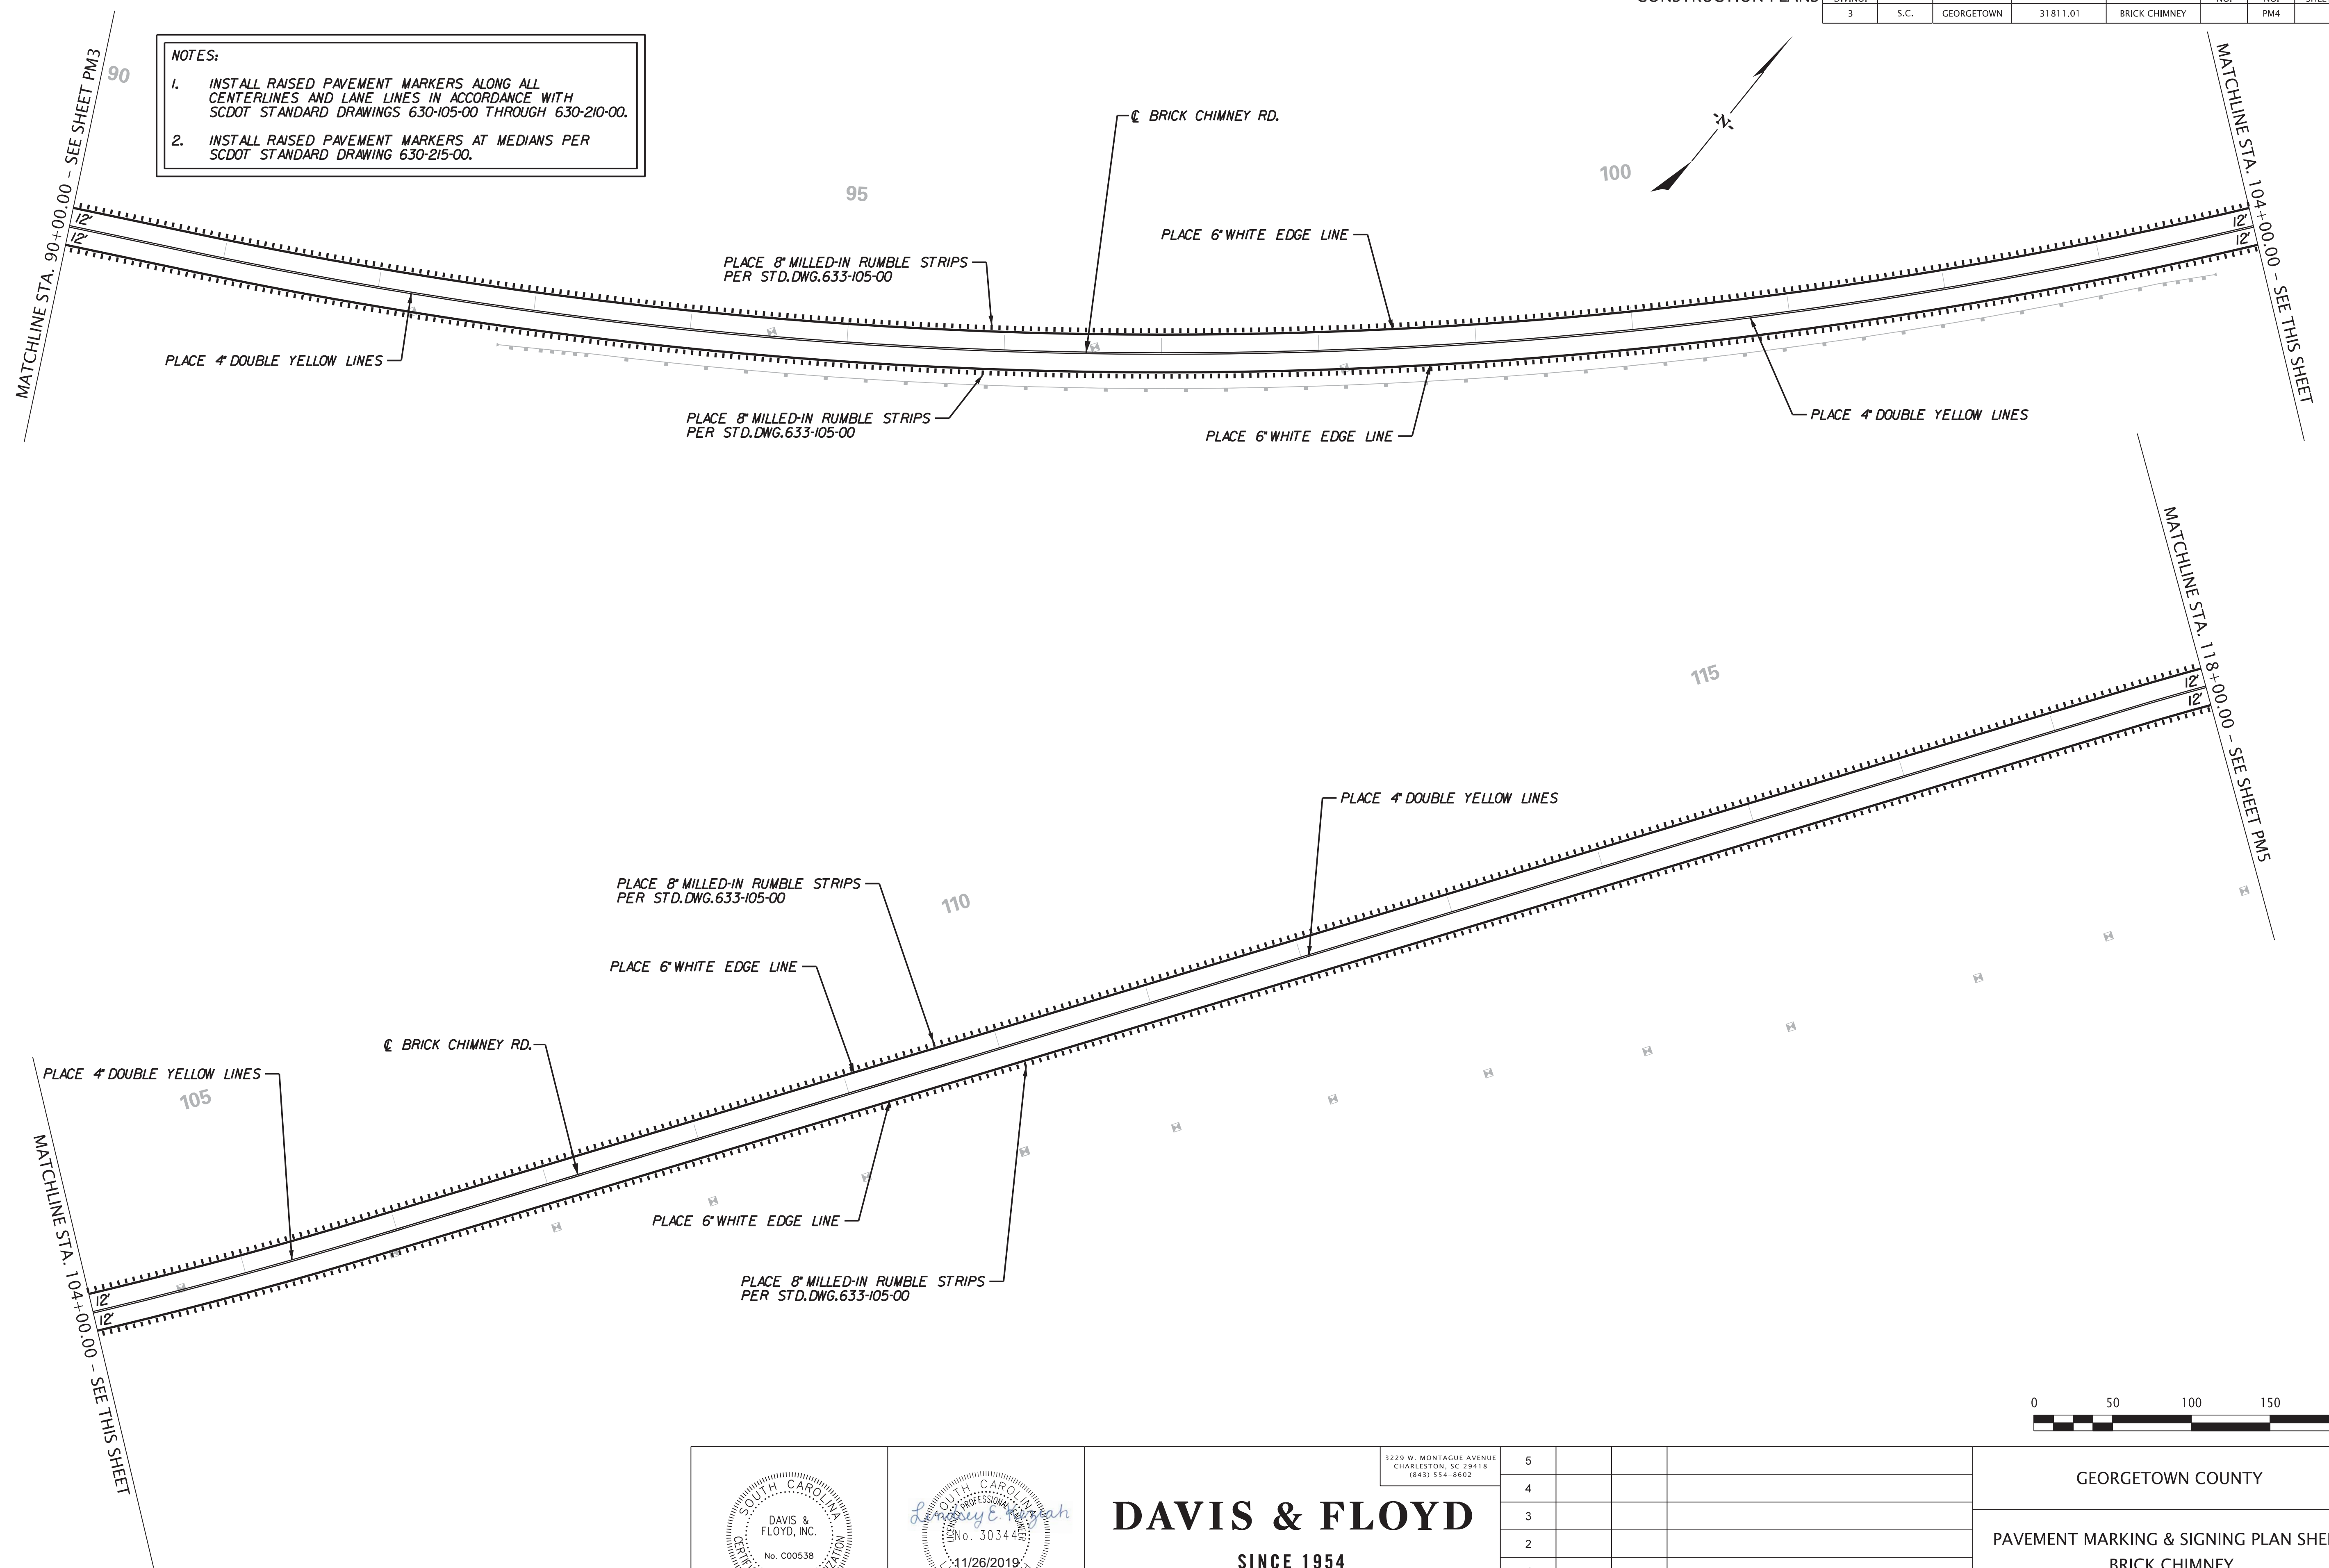 3 S.C. GEORGETOWN 31811.01 BRICK CHIMNEY PM4
MATCHLINE STA. 90+00.00 - SEE SHEET PM3
90
NOTES:
1. INSTALL RAISED PAVEMENT MARKERS ALONG ALL
CENTERLINES AND LANE LINES IN ACCORDANCE WITH
SCDOT STANDARD DRAWINGS 630-105-00 THROUGH 630-210-00.
2. INSTALL RAISED PAVEMENT MARKERS AT MEDIANS PER
SCDOT STANDARD DRAWING 630-215-00.
℄ BRICK CHIMNEY RD.
-N-
95
100
MATCHLINE STA. 104+00.00 - SEE THIS SHEET
12'
12'
12'
12'
PLACE 6" WHITE EDGE LINE
PLACE 8" MILLED-IN RUMBLE STRIPS
PER STD.DWG.633-105-00
PLACE 4" DOUBLE YELLOW LINES
PLACE 8" MILLED-IN RUMBLE STRIPS
PER STD.DWG.633-105-00
PLACE 6" WHITE EDGE LINE
PLACE 4" DOUBLE YELLOW LINES
MATCHLINE STA. 118+00.00 - SEE SHEET PM5
115
12'
12'
PLACE 4" DOUBLE YELLOW LINES
PLACE 8" MILLED-IN RUMBLE STRIPS
PER STD.DWG.633-105-00
110
PLACE 6" WHITE EDGE LINE
℄ BRICK CHIMNEY RD.
PLACE 4" DOUBLE YELLOW LINES
105
MATCHLINE STA. 104+00.00 - SEE THIS SHEET
12'
12'
PLACE 6" WHITE EDGE LINE
PLACE 8" MILLED-IN RUMBLE STRIPS
PER STD.DWG.633-105-00
0 50 100 150
SOUTH CAROLINA
DAVIS &
FLOYD, INC.
No. C00538
SOUTH CAROLINA
LICENSED PROFESSIONAL ENGINEER
No. 30344
11/26/2019
3229 W. MONTAGUE AVENUE
CHARLESTON, SC 29418
(843) 554-8602
DAVIS & FLOYD
SINCE 1954
5
4
3
2
GEORGETOWN COUNTY
PAVEMENT MARKING & SIGNING PLAN
BRICK CHIMNEY